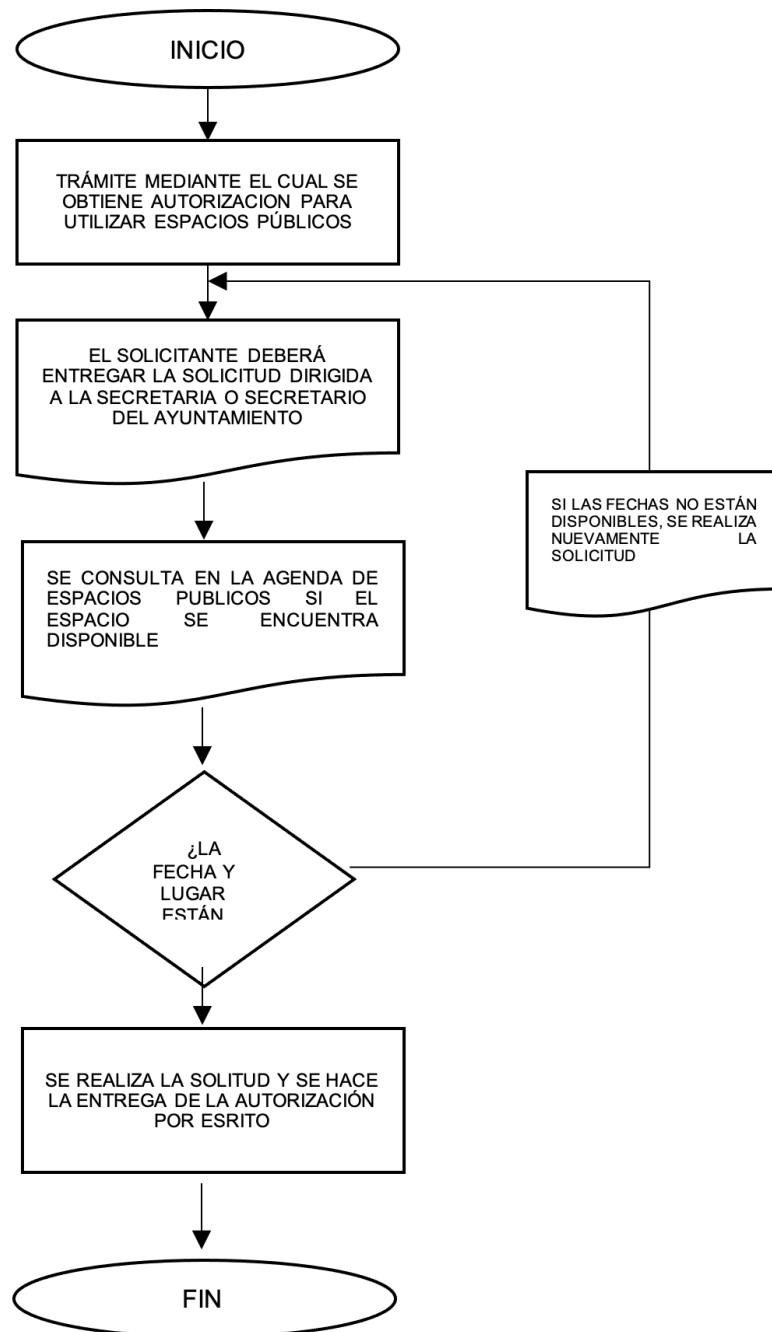 INICIO
TRÁMITE MEDIANTE EL CUAL SE
OBTIENE AUTORIZACION PARA
UTILIZAR ESPACIOS PÚBLICOS
EL SOLICITANTE DEBERÁ
ENTREGAR LA SOLICITUD DIRIGIDA
A LA SECRETARIA O SECRETARIO
DEL AYUNTAMIENTO
SI LAS FECHAS NO ESTÁN
DISPONIBLES, SE REALIZA
NUEVAMENTE LA
SOLICITUD
SE CONSULTA EN LA AGENDA DE
ESPACIOS PUBLICOS SI EL
ESPACIO SE ENCUENTRA
DISPONIBLE
¿LA
FECHA Y
LUGAR
ESTÁN
SE REALIZA LA SOLITUD Y SE HACE
LA ENTREGA DE LA AUTORIZACIÓN
POR ESRITO
FIN